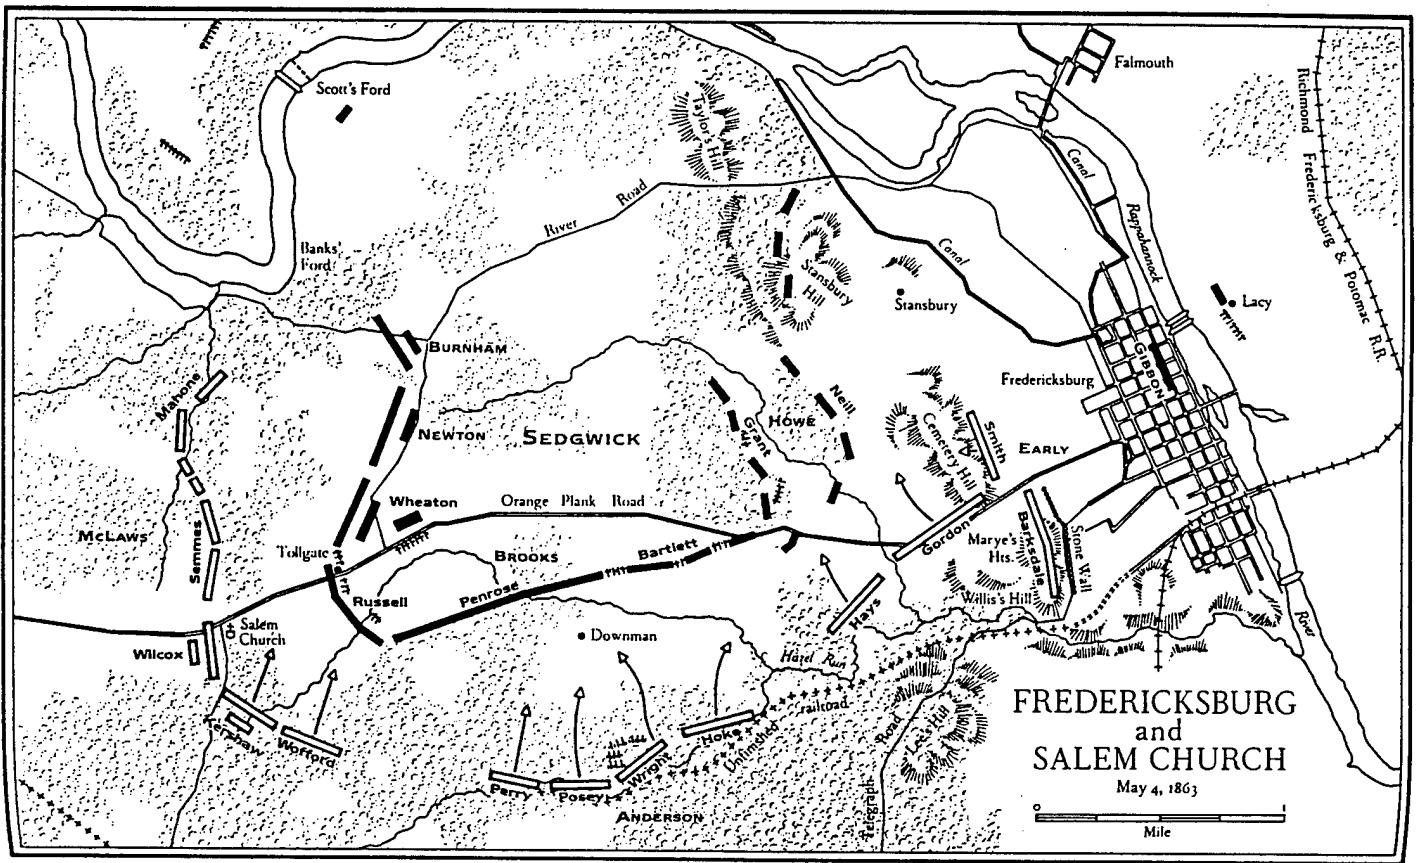 Scott's Ford
Falmouth
Richmond Fredericksburg & Potomac R.R.
Taylor's Hill
Canal
Rappahannock
River Road
Banks'
Ford
Stansbury
Hill
Canal
Stansbury
Lacy
BURNHAM
GIBBON
Fredericksburg
Mahone
NEWTON
SEDGWICK
Grant
HOWE
Neill
Cemetery Hill
Smith
EARLY
Wheaton
Orange Plank Road
McLAWS
Semmes
Tollgate
BROOKS
Bartlett
Gordon
Marye's
Hts.
Barksdale
Stone Wall
Penrose
Russell
Hays
Willis's Hill
Salem
Church
Wilcox
Downman
Hazel Run
River
Kershaw
Wofford
Hoke
Unfinished railroad
Telegraph Road
Lee's Hill
Perry
Posey
Wright
ANDERSON
FREDERICKSBURG
and
SALEM CHURCH
May 4, 1863
0 1
Mile